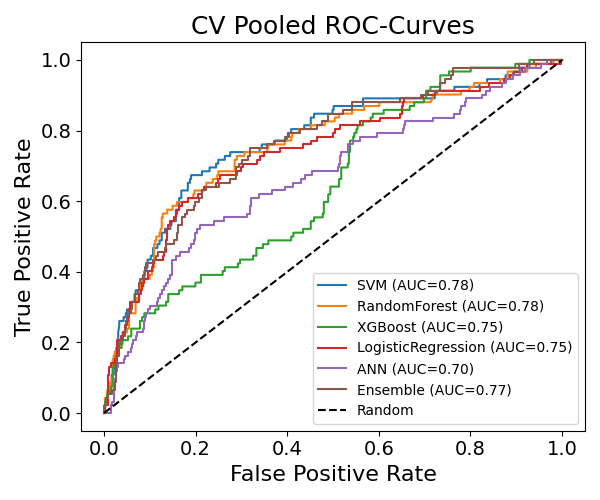 CV Pooled ROC-Curves
True Positive Rate
1.0
0.8
0.6
0.4
0.2
0.0
SVM (AUC=0.78)
RandomForest (AUC=0.78)
XGBoost (AUC=0.75)
LogisticRegression (AUC=0.75)
ANN (AUC=0.70)
Ensemble (AUC=0.77)
Random
0.0 0.2 0.4 0.6 0.8 1.0
False Positive Rate